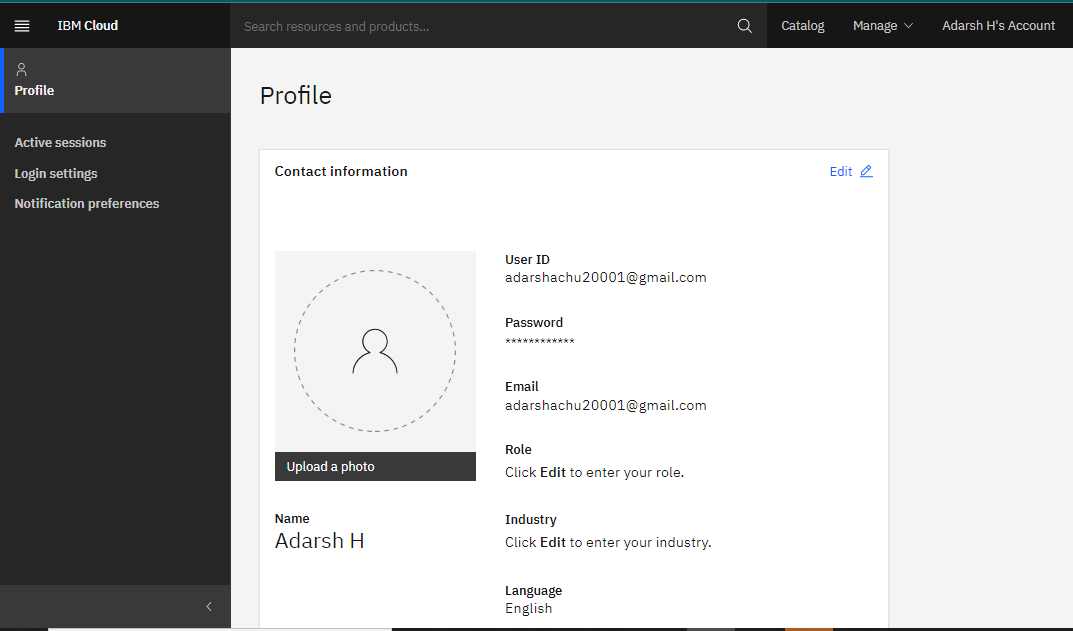 IBM Cloud
Search resources and products...
Catalog
Manage
Adarsh H's Account
Profile
Active sessions
Login settings
Notification preferences
Profile
Contact information
Edit
Upload a photo
Name
Adarsh H
User ID
adarshachu20001@gmail.com
Password
************
Email
adarshachu20001@gmail.com
Role
Click Edit to enter your role.
Industry
Click Edit to enter your industry.
Language
English